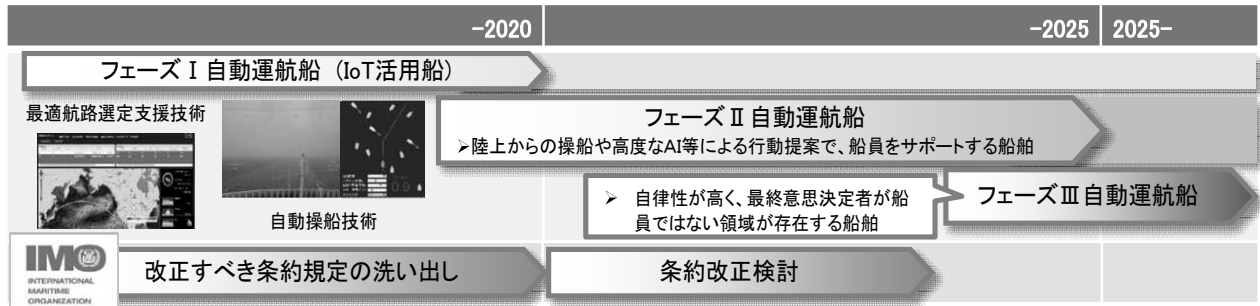 -2020
-2025
2025-
フェーズⅠ自動運航船 (IoT活用船)
最適航路選定支援技術
自動操船技術
フェーズⅡ自動運航船
➢陸上からの操船や高度なAI等による行動提案で、船員をサポートする船舶
➢ 自律性が高く、最終意思決定者が船
員ではない領域が存在する船舶
フェーズⅢ自動運航船
IMO
INTERNATIONAL
MARITIME
ORGANIZATION
改正すべき条約規定の洗い出し
条約改正検討